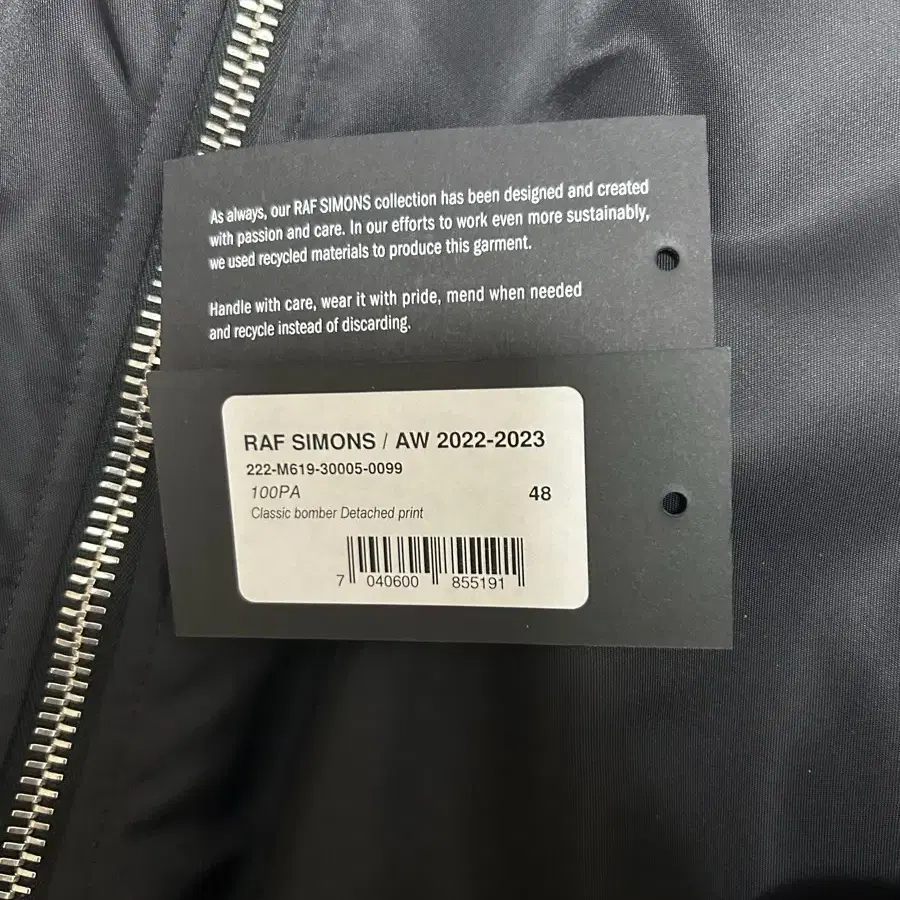 As always, our RAF SIMONS collection has been designed and created
with passion and care. In our efforts to work even more sustainably,
we used recycled materials to produce this garment.
Handle with care, wear it with pride, mend when needed
and recycle instead of discarding.
RAF SIMONS / AW 2022-2023
222-M619-30005-0099
100PA 48
Classic bomber Detached print
7 040600 855191